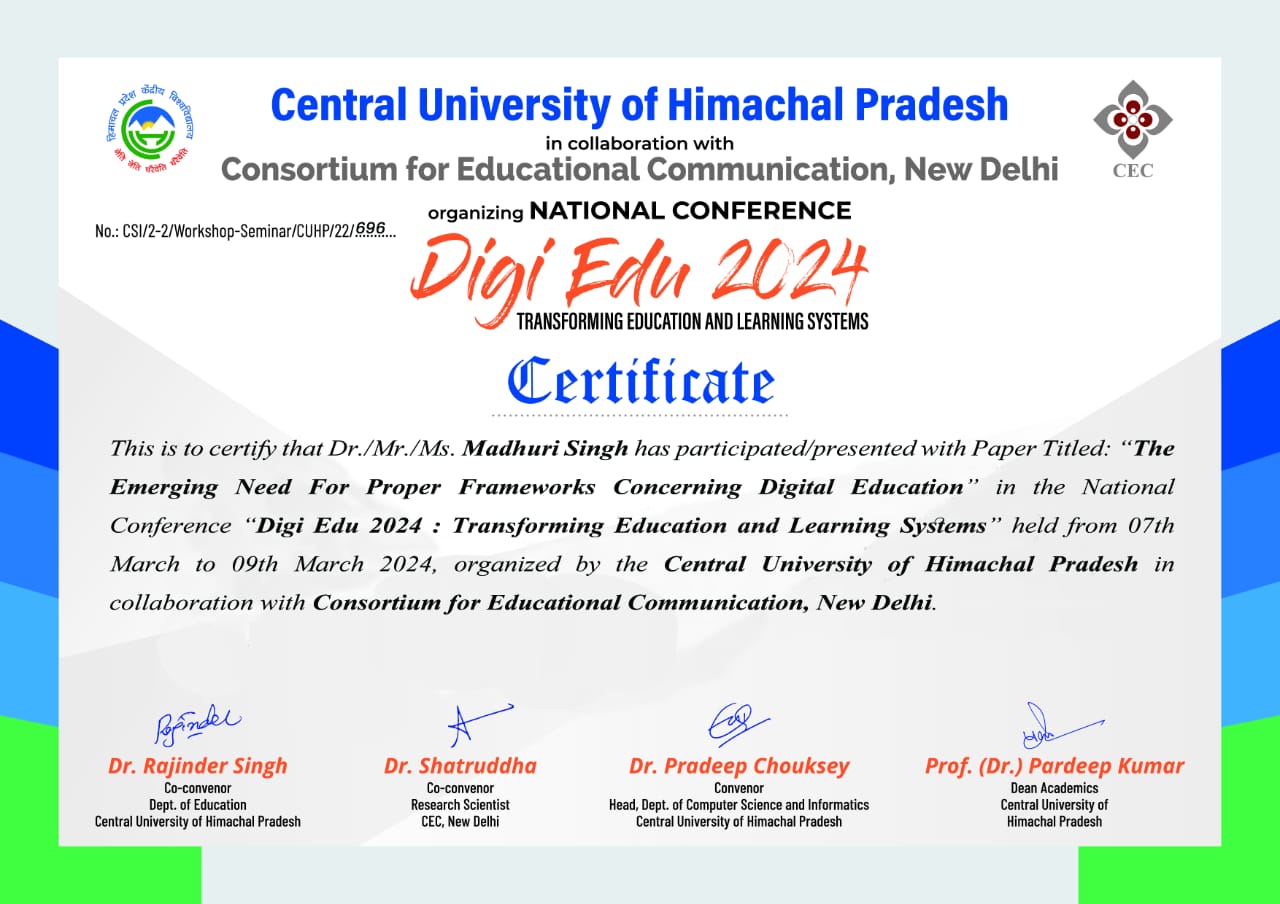 हिमाचल प्रदेश केंद्रीय विश्वविद्यालय
नेति नेति चरैवेति चरैवेति
Central University of Himachal Pradesh
in collaboration with
Consortium for Educational Communication, New Delhi
CEC
organizing NATIONAL CONFERENCE
No.: CSI/2-2/Workshop-Seminar/CUHP/22/696
Digi Edu 2024
TRANSFORMING EDUCATION AND LEARNING SYSTEMS
Certificate
This is to certify that Dr./Mr./Ms. Madhuri Singh has participated/presented with Paper Titled: “The
Emerging Need For Proper Frameworks Concerning Digital Education” in the National
Conference “Digi Edu 2024 : Transforming Education and Learning Systems” held from 07th
March to 09th March 2024, organized by the Central University of Himachal Pradesh in
collaboration with Consortium for Educational Communication, New Delhi.
Rajinder
Dr. Rajinder Singh
Co-convenor
Dept. of Education
Central University of Himachal Pradesh
Dr. Shatruddha
Co-convenor
Research Scientist
CEC, New Delhi
Dr. Pradeep Chouksey
Convenor
Head, Dept. of Computer Science and Informatics
Central University of Himachal Pradesh
Prof. (Dr.) Pardeep Kumar
Dean Academics
Central University of
Himachal Pradesh